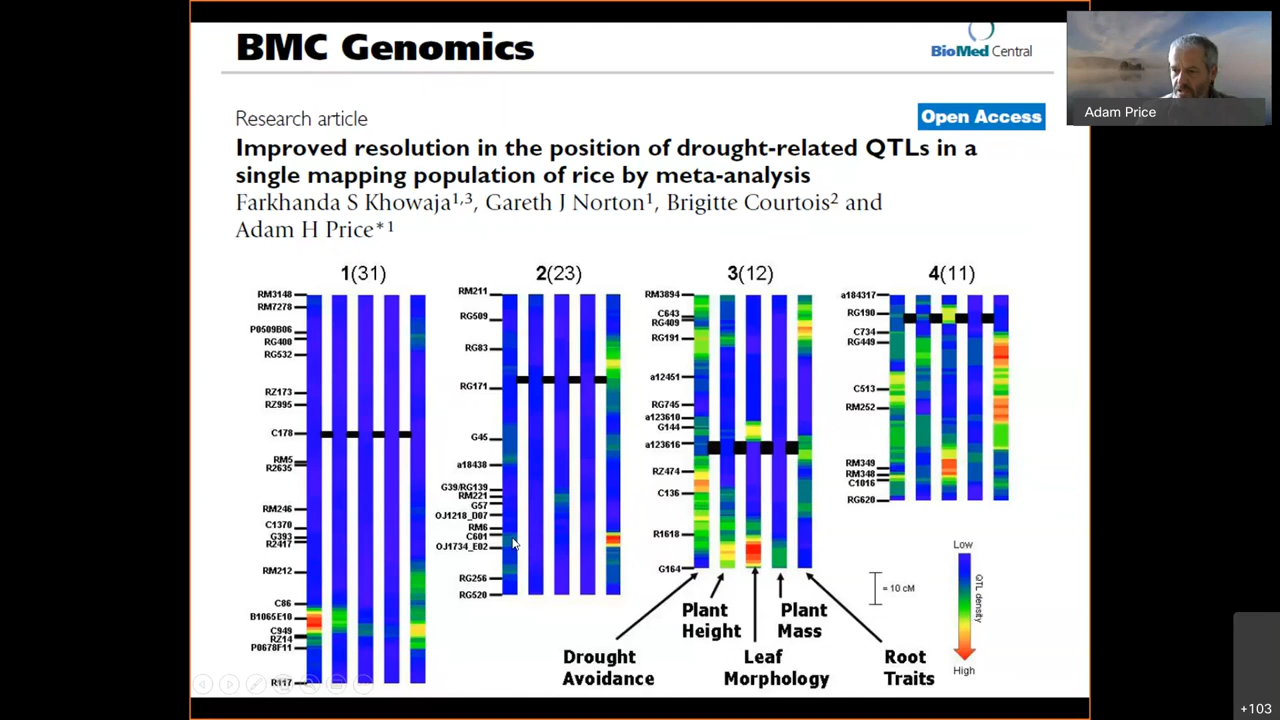 BMC Genomics
BioMed Central
Adam Price
Research article
Open Access
Improved resolution in the position of drought-related QTLs in a
single mapping population of rice by meta-analysis
Farkhanda S Khowaja1,3, Gareth J Norton1, Brigitte Courtois2 and
Adam H Price*1
1(31)
RM3148
RM7278
P0509B06
RG400
RG532
RZ173
RZ995
C178
RM5
R2635
RM246
C1370
G393
R2417
RM212
C86
B1065E10
C949
RZ14
P0678F11
R117
2(23)
RM211
RG509
RG83
RG171
G45
a18438
G39/RG139
RM221
G57
OJ1218_D07
RM6
C601
OJ1734_E02
RG256
RG520
3(12)
RM3894
C643
RG409
RG191
a12451
RG745
a123610
G144
a123616
RZ474
C136
R1618
G164
4(11)
a184317
RG190
C734
RG449
C513
RM252
RM349
RM348
C1016
RG620
Drought
Avoidance
Plant
Height
Leaf
Morphology
Plant
Mass
Root
Traits
= 10 cM
Low
QTL density
High
+103